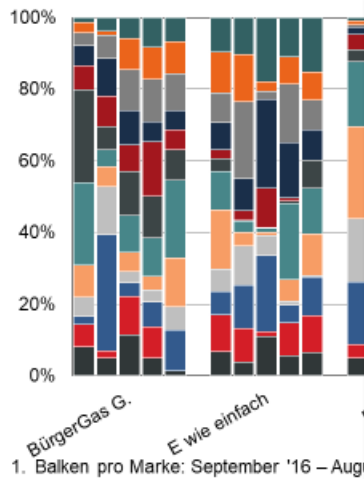 100%
80%
60%
40%
20%
0%
BürgerGas G.
E wie einfach
1. Balken pro Marke: September '16 – Aug